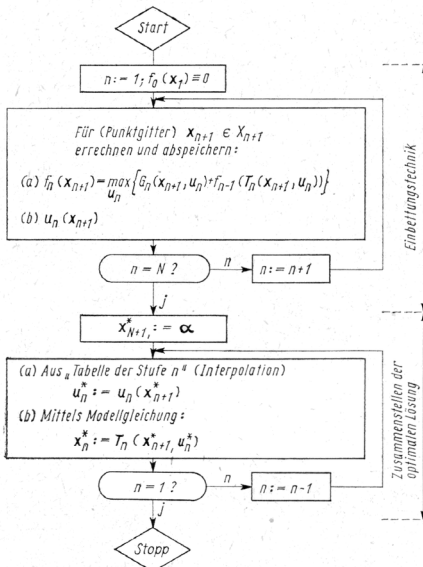 Start
n:= 1; f₀ (x₁) ≡ 0
Für (Punktgitter) xₙ₊₁ ∈ Xₙ₊₁
errechnen und abspeichern:
(a) fₙ(xₙ₊₁) = max {Gₙ(xₙ₊₁, uₙ) + fₙ₋₁ (Tₙ(xₙ₊₁, uₙ))}
uₙ
(b) uₙ (xₙ₊₁)
n = N ?
n
n:= n+1
j
Einbettungstechnik
x*N+1, := α
(a) Aus „Tabelle der Stufe n" (Interpolation)
u*ₙ := uₙ (x*ₙ₊₁)
(b) Mittels Modellgleichung:
x*ₙ := Tₙ (x*ₙ₊₁, u*ₙ)
n = 1 ?
n
n:= n-1
j
Zusammenstellen der
optimalen Lösung
Stopp